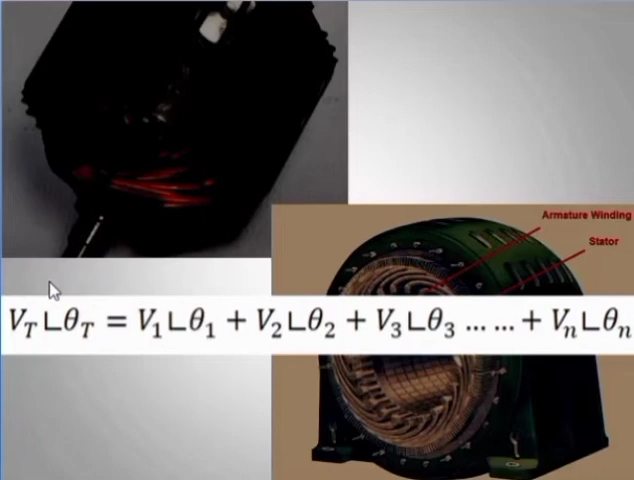 Armature Winding
Stator
V_T∟θ_T = V_1∟θ_1 + V_2∟θ_2 + V_3∟θ_3 ... ... + V_n∟θ_n